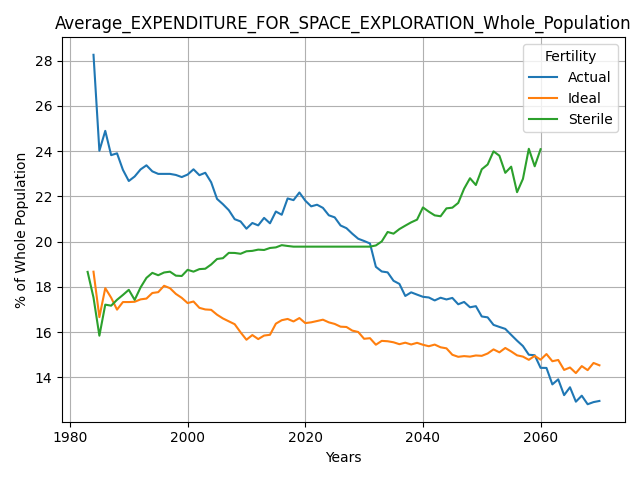 Average_EXPENDITURE_FOR_SPACE_EXPLORATION_Whole_Population
Fertility
Actual
Ideal
Sterile
% of Whole Population
28
26
24
22
20
18
16
14
1980
2000
2020
2040
2060
Years